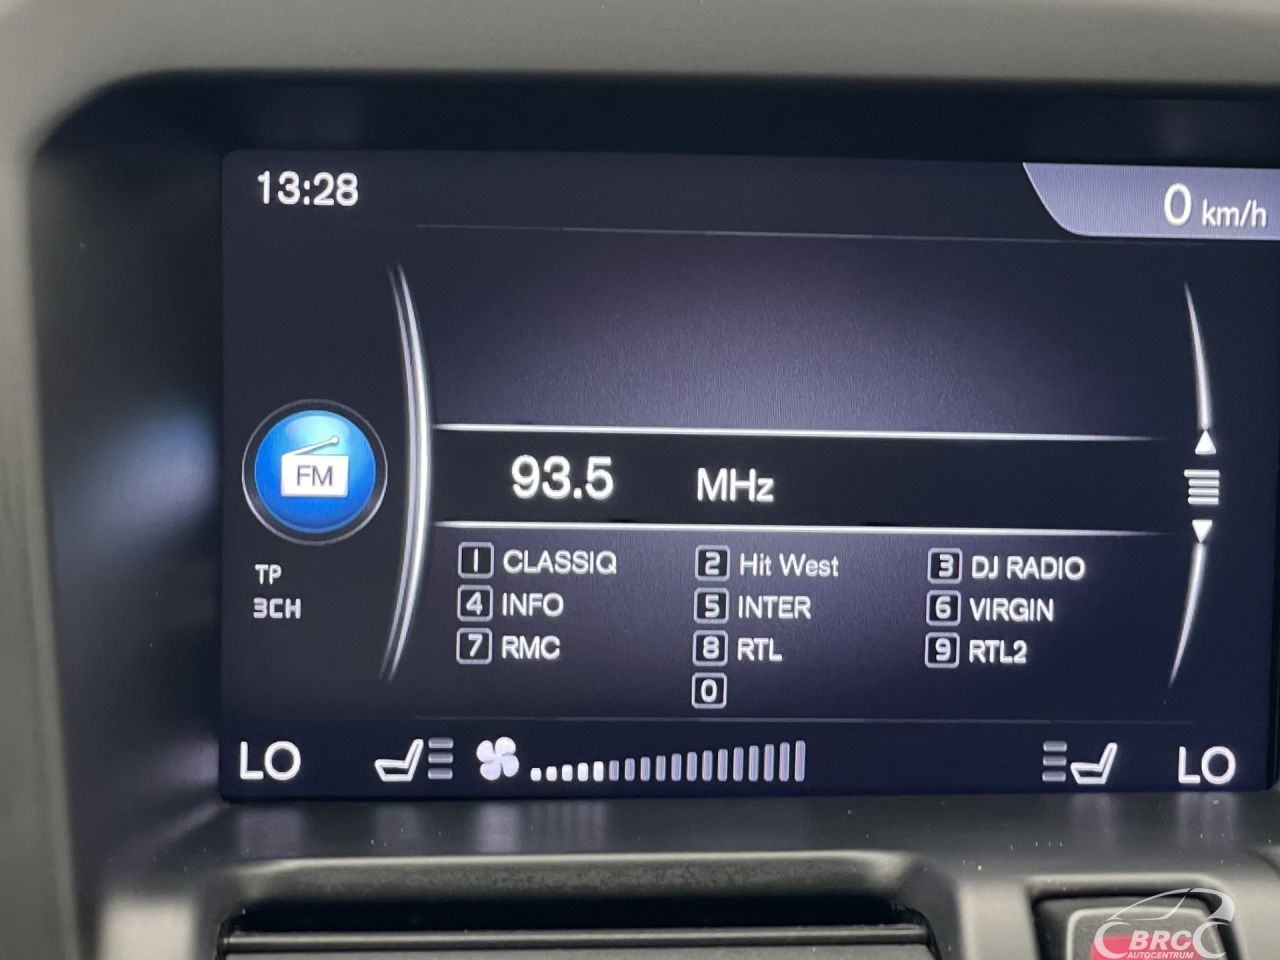 13:28
0 km/h
FM
93.5 MHz
TP
3CH
1 CLASSIQ 2 Hit West 3 DJ RADIO
4 INFO 5 INTER 6 VIRGIN
7 RMC 8 RTL 9 RTL2
0
LO LO
BRC
AUTOCENTRUM